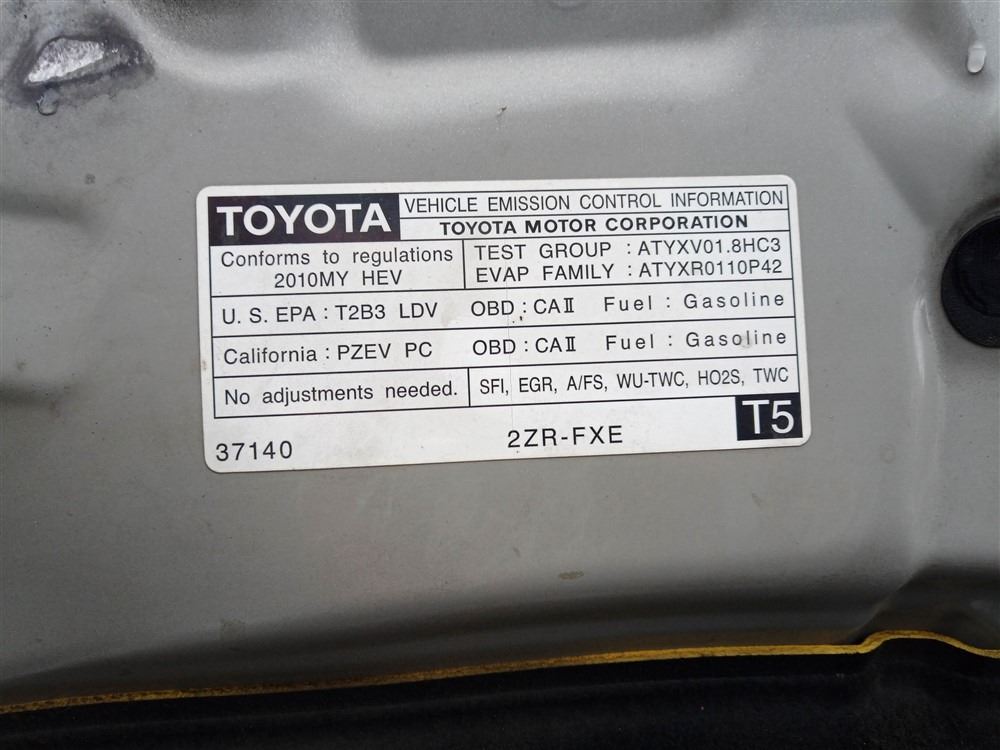 TOYOTA
VEHICLE EMISSION CONTROL INFORMATION
TOYOTA MOTOR CORPORATION
Conforms to regulations
2010MY HEV
TEST GROUP : ATYXV01.8HC3
EVAP FAMILY : ATYXR0110P42
U. S. EPA : T2B3 LDV OBD : CAⅡ Fuel : Gasoline
California : PZEV PC OBD : CAⅡ Fuel : Gasoline
No adjustments needed. SFI, EGR, A/FS, WU-TWC, HO2S, TWC
37140 2ZR-FXE T5